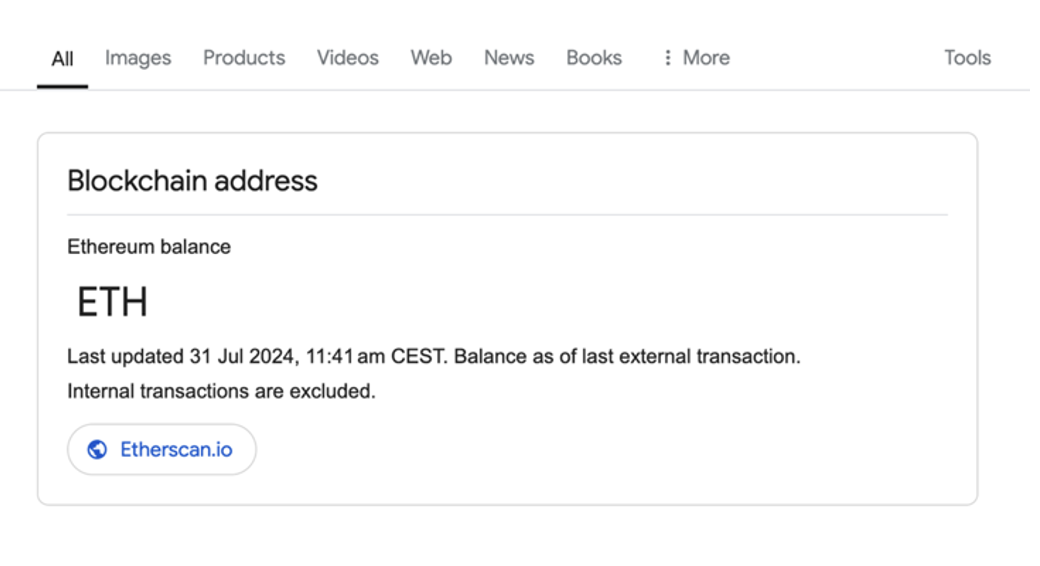 All Images Products Videos Web News Books More Tools
Blockchain address
Ethereum balance
ETH
Last updated 31 Jul 2024, 11:41 am CEST. Balance as of last external transaction.
Internal transactions are excluded.
Etherscan.io